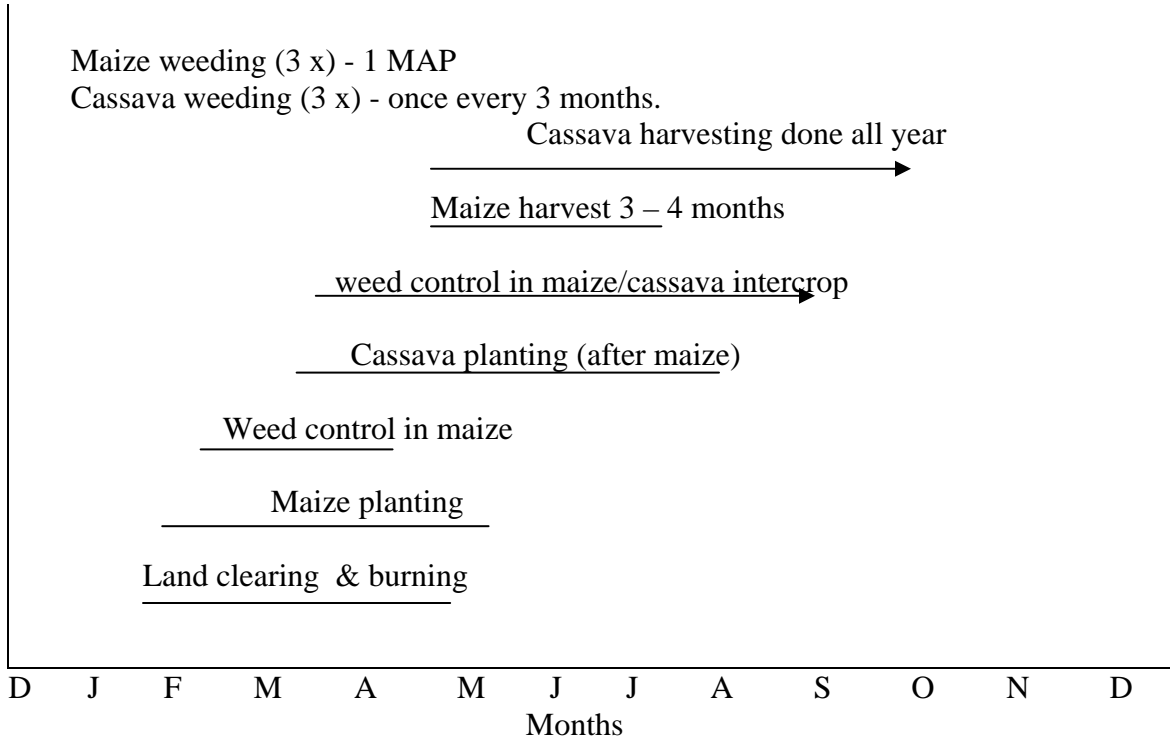 Maize weeding (3 x) - 1 MAP
Cassava weeding (3 x) - once every 3 months.
Cassava harvesting done all year
Maize harvest 3 – 4 months
weed control in maize/cassava intercrop
Cassava planting (after maize)
Weed control in maize
Maize planting
Land clearing & burning
D J F M A M J J A S O N D
Months